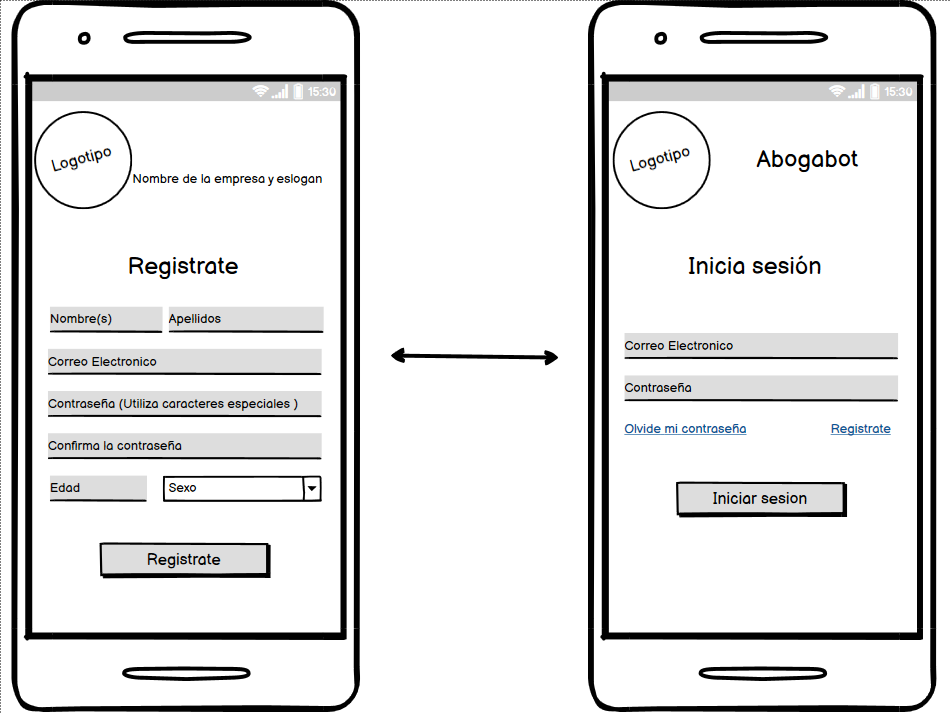 15:30
Logotipo
Nombre de la empresa y eslogan
Registrate
Nombre(s) Apellidos
Correo Electronico
Contraseña (Utiliza caracteres especiales )
Confirma la contraseña
Edad Sexo
Registrate
15:30
Logotipo
Abogabot
Inicia sesión
Correo Electronico
Contraseña
Olvide mi contraseña Registrate
Iniciar sesion